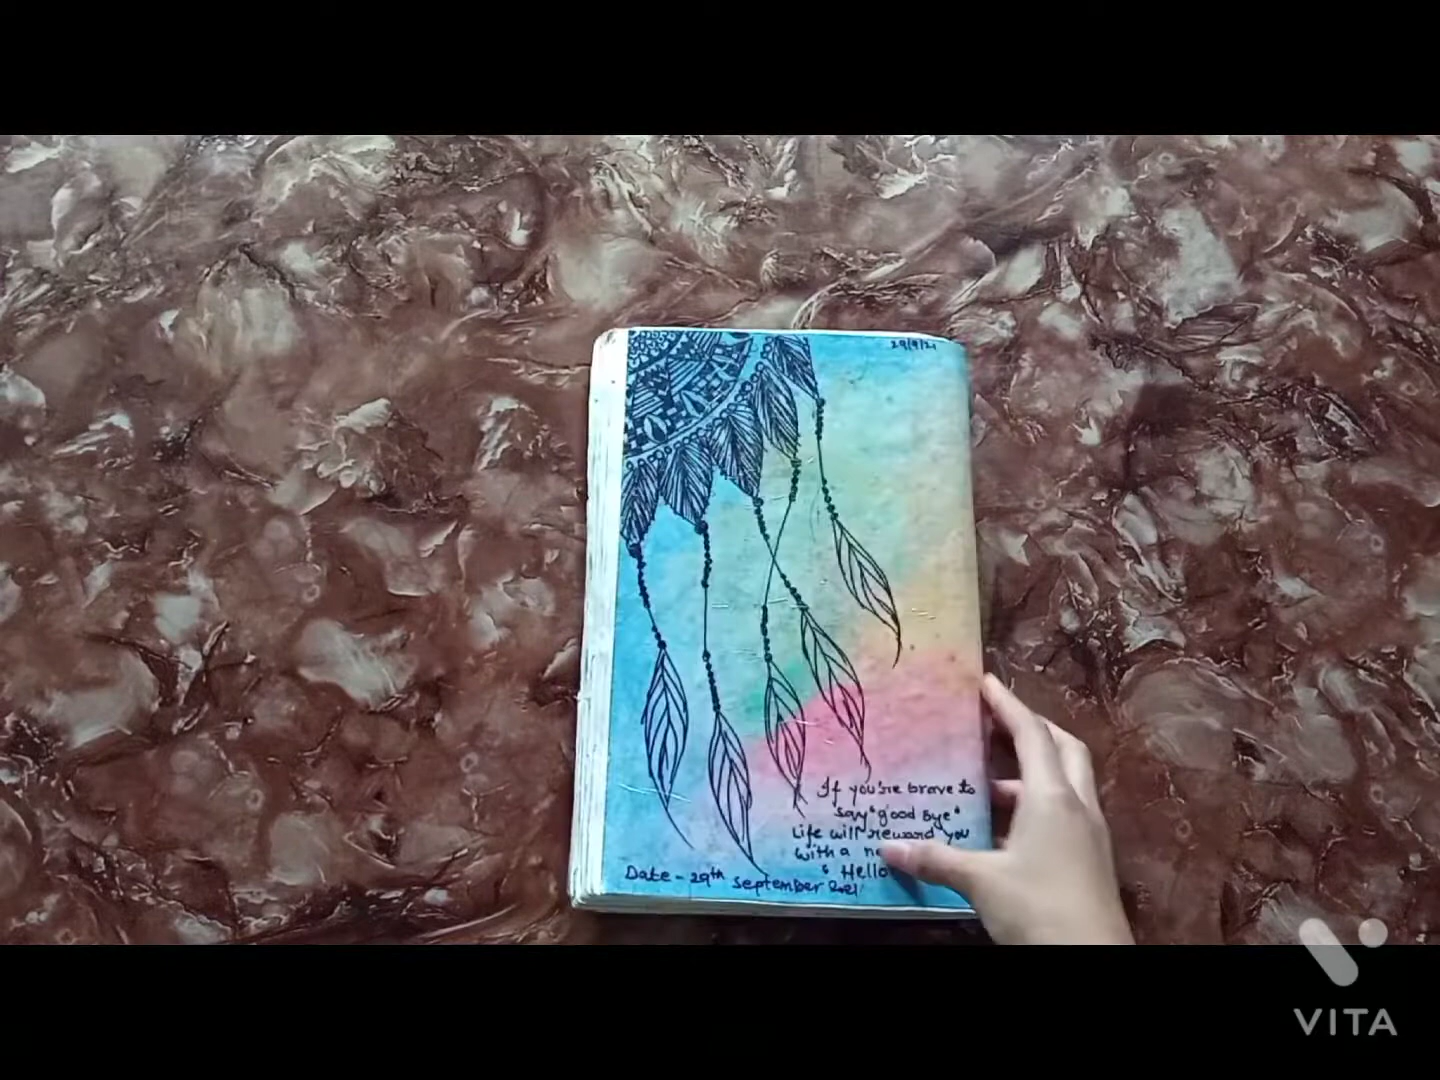 29/9/21
If you're brave to
say "good Bye"
Life will reward you
with a
"Hello
Date - 29th September 2021
VITA